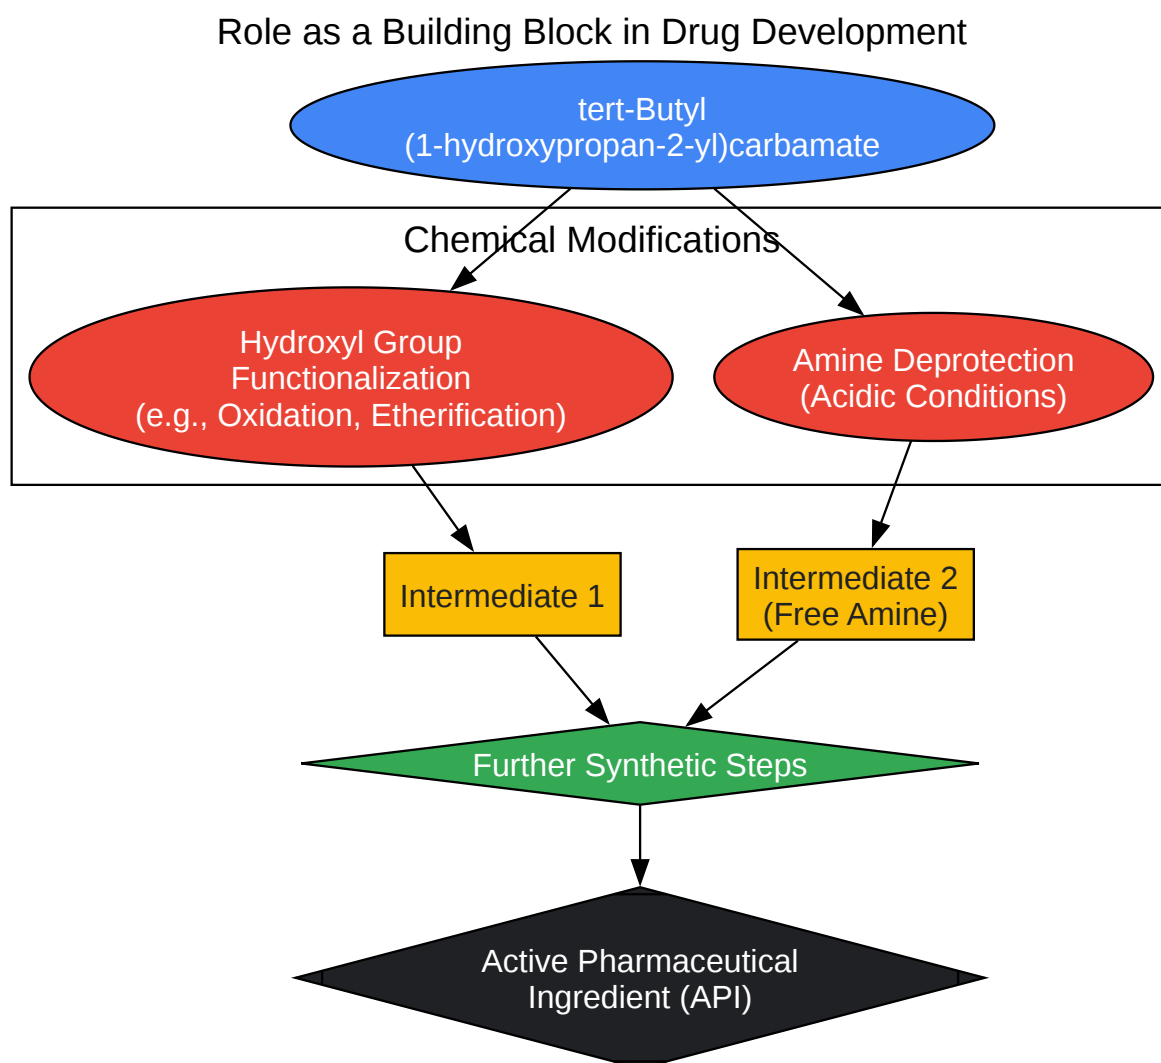 Role as a Building Block in Drug Development
tert-Butyl
(1-hydroxypropan-2-yl)carbamate
Chemical Modifications
Hydroxyl Group
Functionalization
(e.g., Oxidation, Etherification)
Amine Deprotection
(Acidic Conditions)
Intermediate 1
Intermediate 2
(Free Amine)
Further Synthetic Steps
Active Pharmaceutical
Ingredient (API)